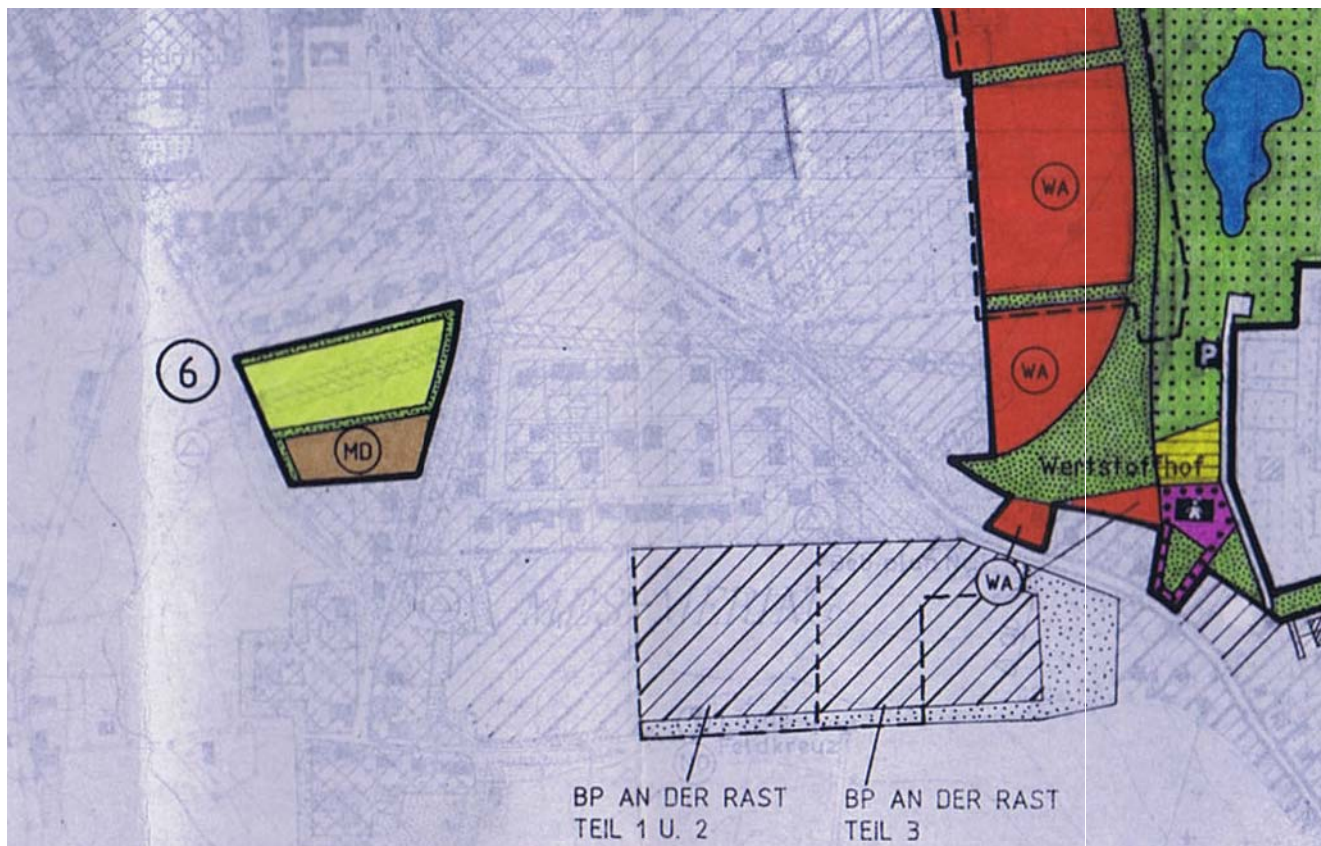 WA
6
WA
P
MD
Wertstoffhof
WA
Feldkreuz
BP AN DER RAST
TEIL 1 U. 2
BP AN DER RAST
TEIL 3